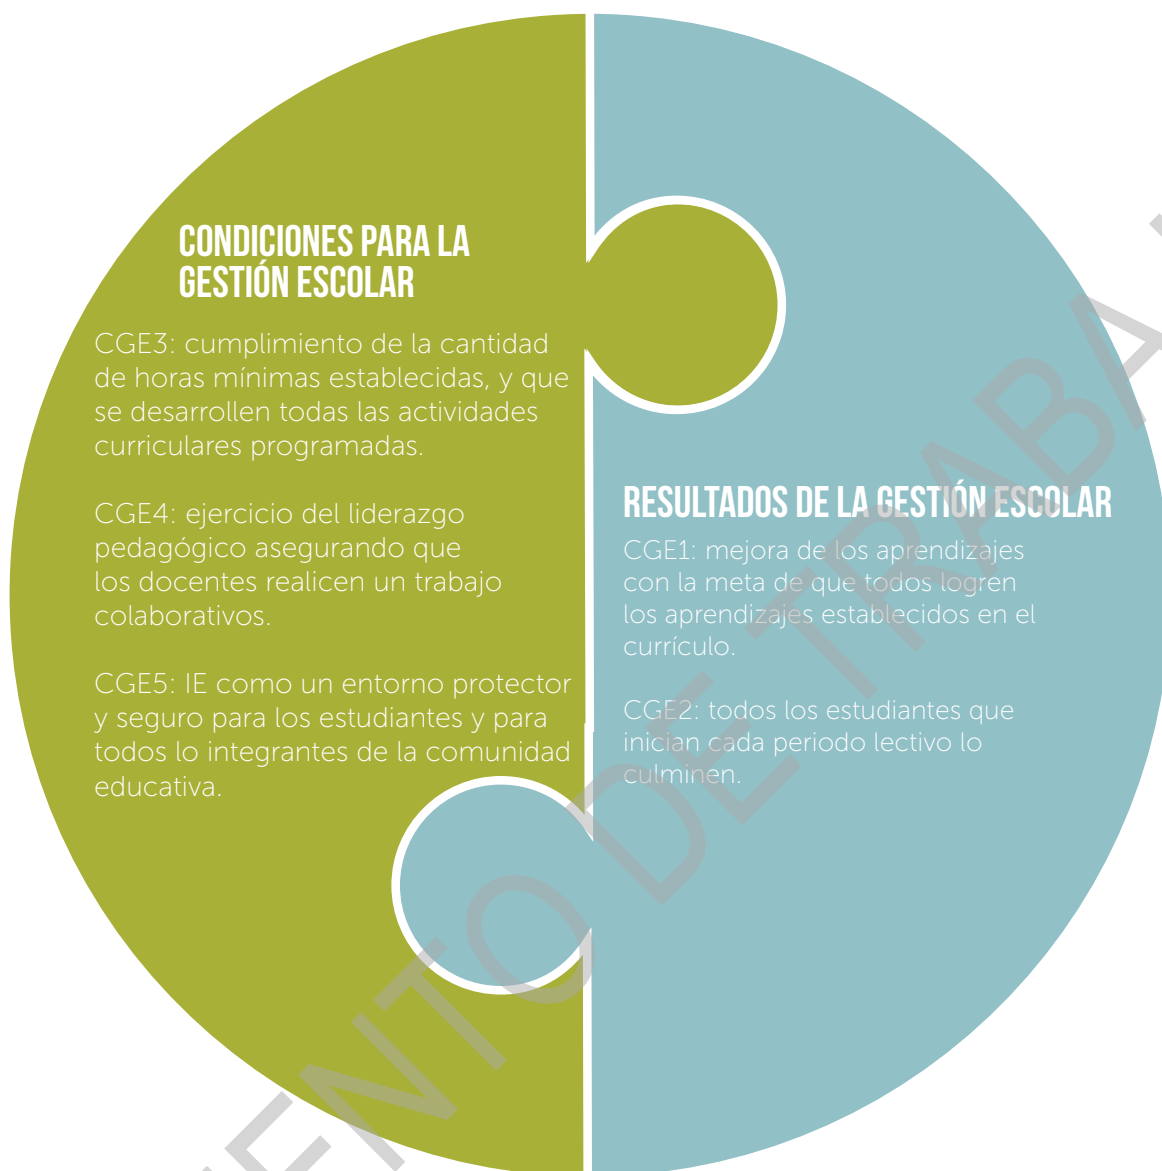 CONDICIONES PARA LA
GESTIÓN ESCOLAR
CGE3: cumplimiento de la cantidad
de horas mínimas establecidas, y que
se desarrollen todas las actividades
curriculares programadas.
CGE4: ejercicio del liderazgo
pedagógico asegurando que
los docentes realicen un trabajo
colaborativos.
CGE5: IE como un entorno protector
y seguro para los estudiantes y para
todos lo integrantes de la comunidad
educativa.
RESULTADOS DE LA GESTIÓN ESCOLAR
CGE1: mejora de los aprendizajes
con la meta de que todos logren
los aprendizajes establecidos en el
currículo.
CGE2: todos los estudiantes que
inician cada periodo lectivo lo
culminen.
DE